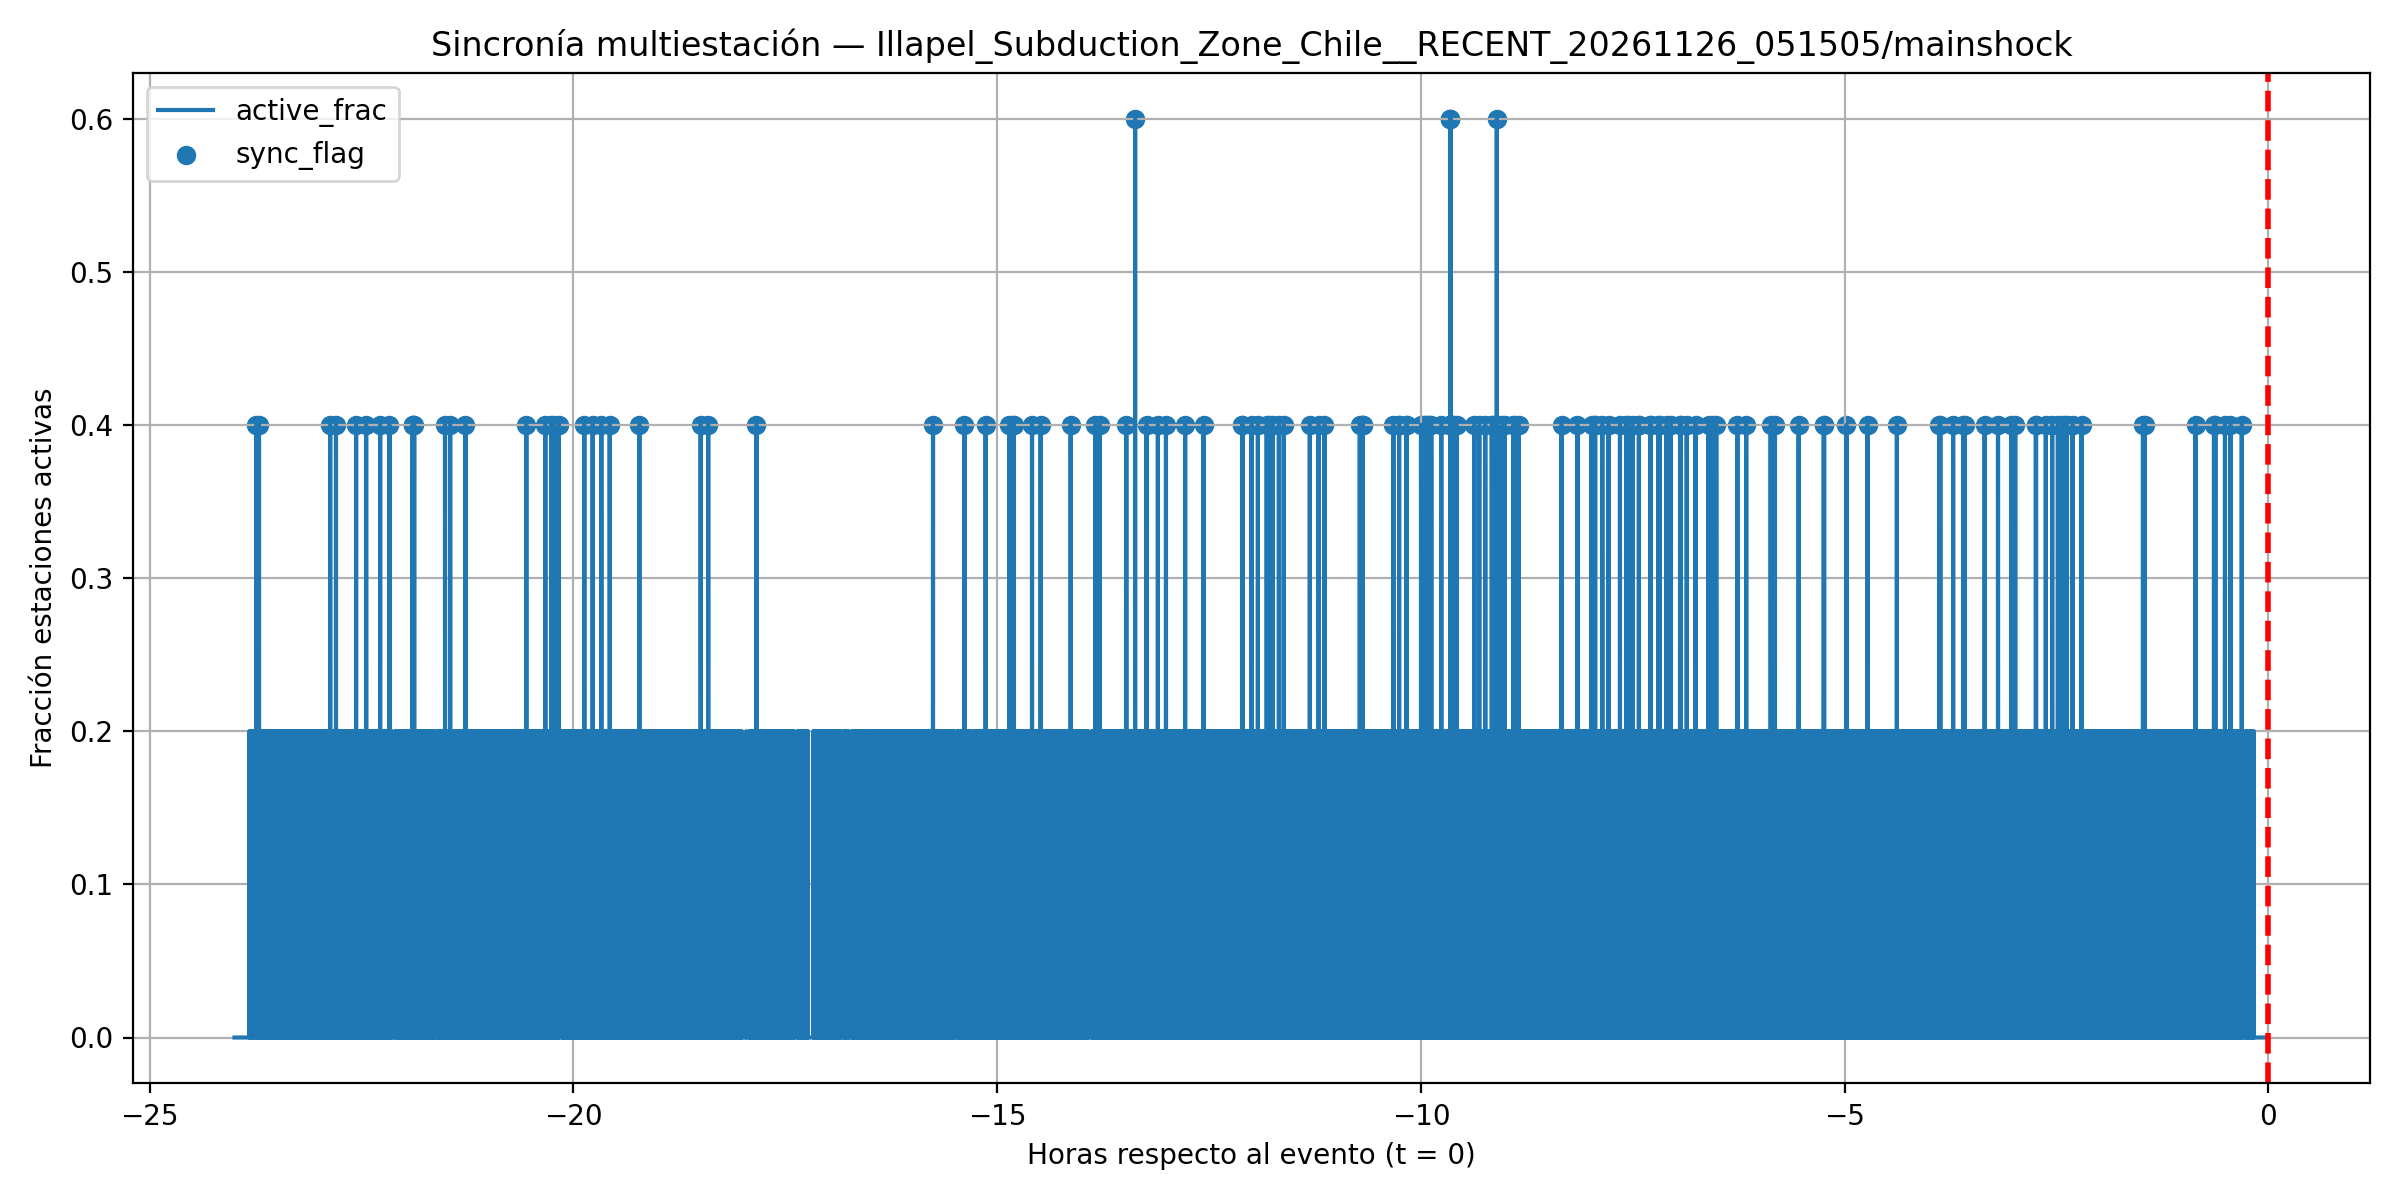 Sincronía multiestación — Illapel_Subduction_Zone_Chile__RECENT_20261126_051505/mainshock
active_frac
sync_flag
Fracción estaciones activas
0.6
0.5
0.4
0.3
0.2
0.1
0.0
−25
−20
−15
−10
−5
0
Horas respecto al evento (t = 0)